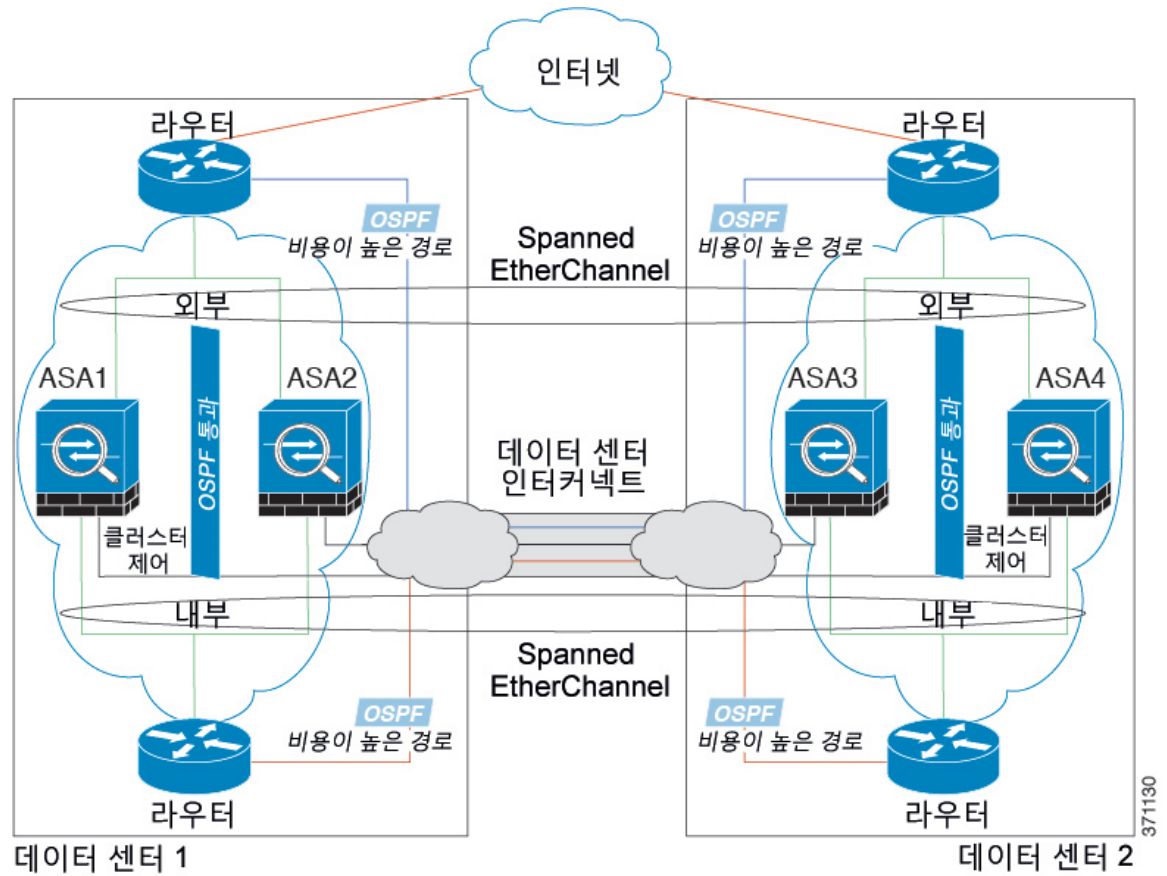 인터넷
라우터
라우터
OSPF
비용이 높은 경로
OSPF
비용이 높은 경로
Spanned
EtherChannel
외부
외부
ASA1
ASA2
ASA3
ASA4
OSPF 통과
OSPF 통과
데이터 센터
인터커넥트
클러스터
제어
클러스터
제어
내부
내부
Spanned
EtherChannel
OSPF
비용이 높은 경로
OSPF
비용이 높은 경로
라우터
라우터
371130
데이터 센터 1
데이터 센터 2